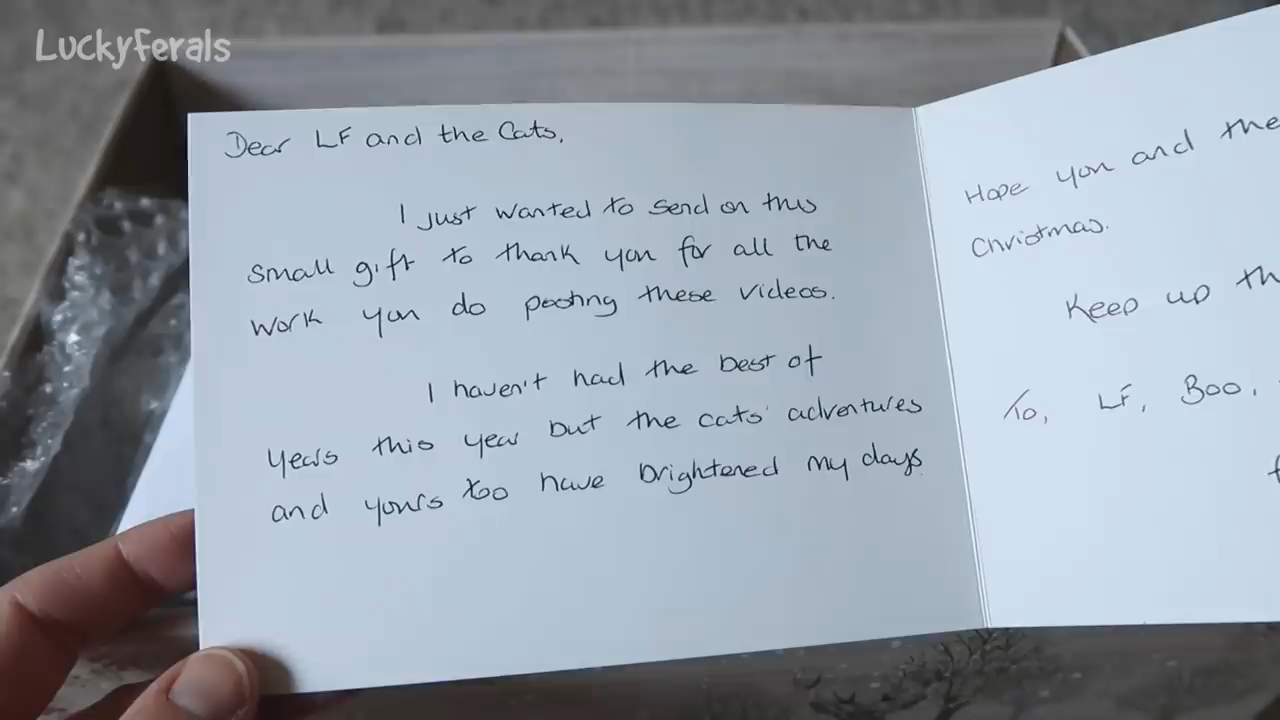 LuckyFerals
Dear LF and the Cats,
I just wanted to send on this
small gift to thank you for all the
work you do posting these videos.
I haven't had the best of
years this year but the cats' adventures
and yours too have brightened my days.
Hope you and the
Christmas.
Keep up th
To, LF, Boo,
f